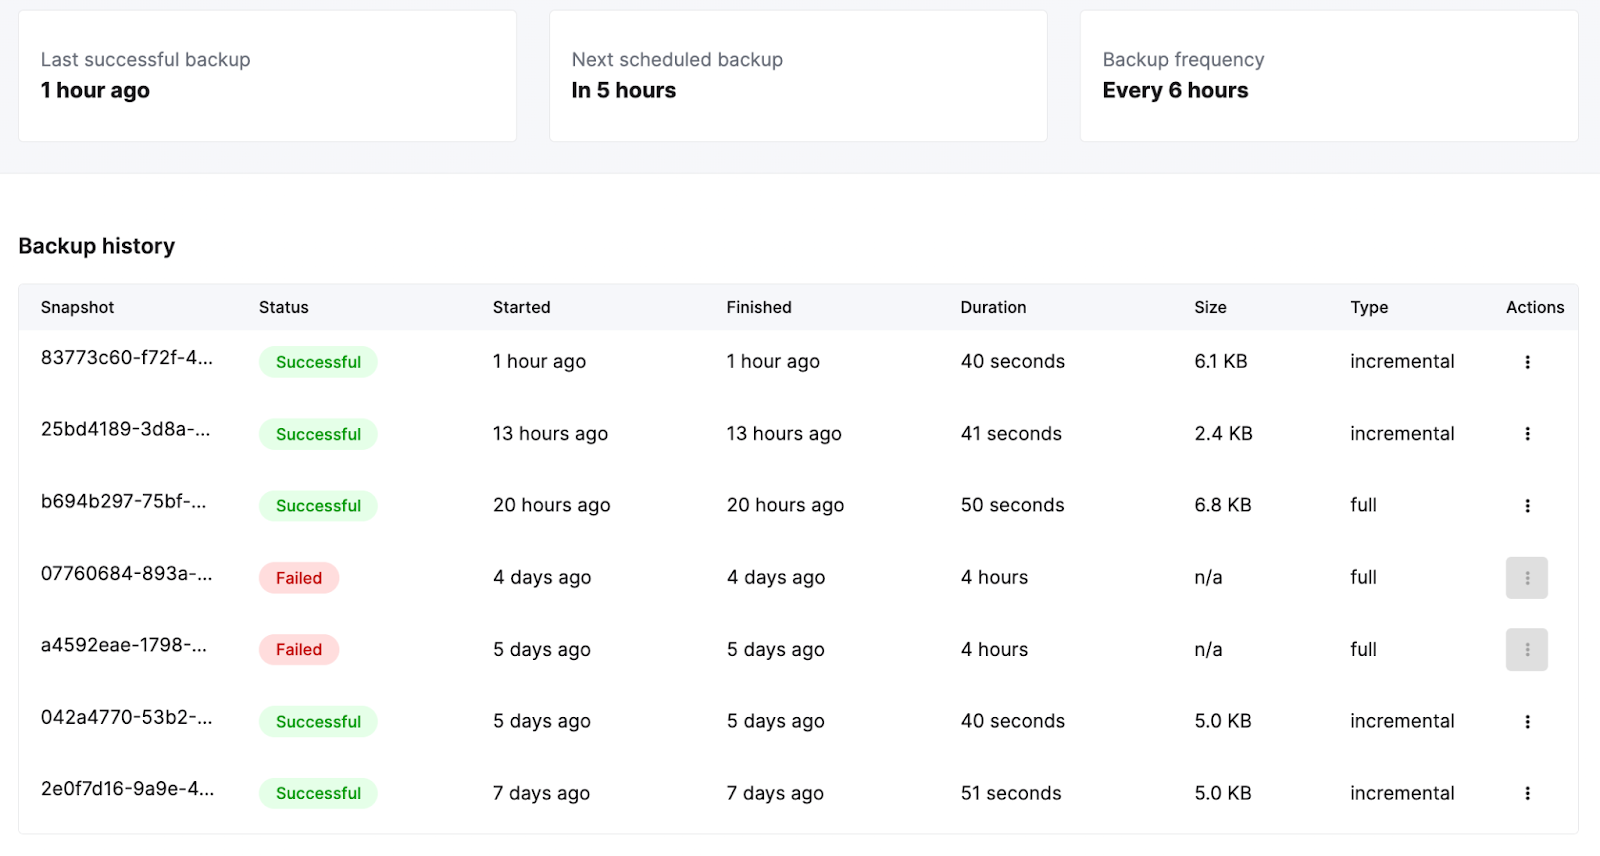 Last successful backup
1 hour ago
Next scheduled backup
In 5 hours
Backup frequency
Every 6 hours
Backup history
Snapshot Status Started Finished Duration Size Type Actions
83773c60-f72f-4... Successful 1 hour ago 1 hour ago 40 seconds 6.1 KB incremental
25bd4189-3d8a-... Successful 13 hours ago 13 hours ago 41 seconds 2.4 KB incremental
b694b297-75bf-... Successful 20 hours ago 20 hours ago 50 seconds 6.8 KB full
07760684-893a-... Failed 4 days ago 4 days ago 4 hours n/a full
a4592eae-1798-... Failed 5 days ago 5 days ago 4 hours n/a full
042a4770-53b2-... Successful 5 days ago 5 days ago 40 seconds 5.0 KB incremental
2e0f7d16-9a9e-4... Successful 7 days ago 7 days ago 51 seconds 5.0 KB incremental